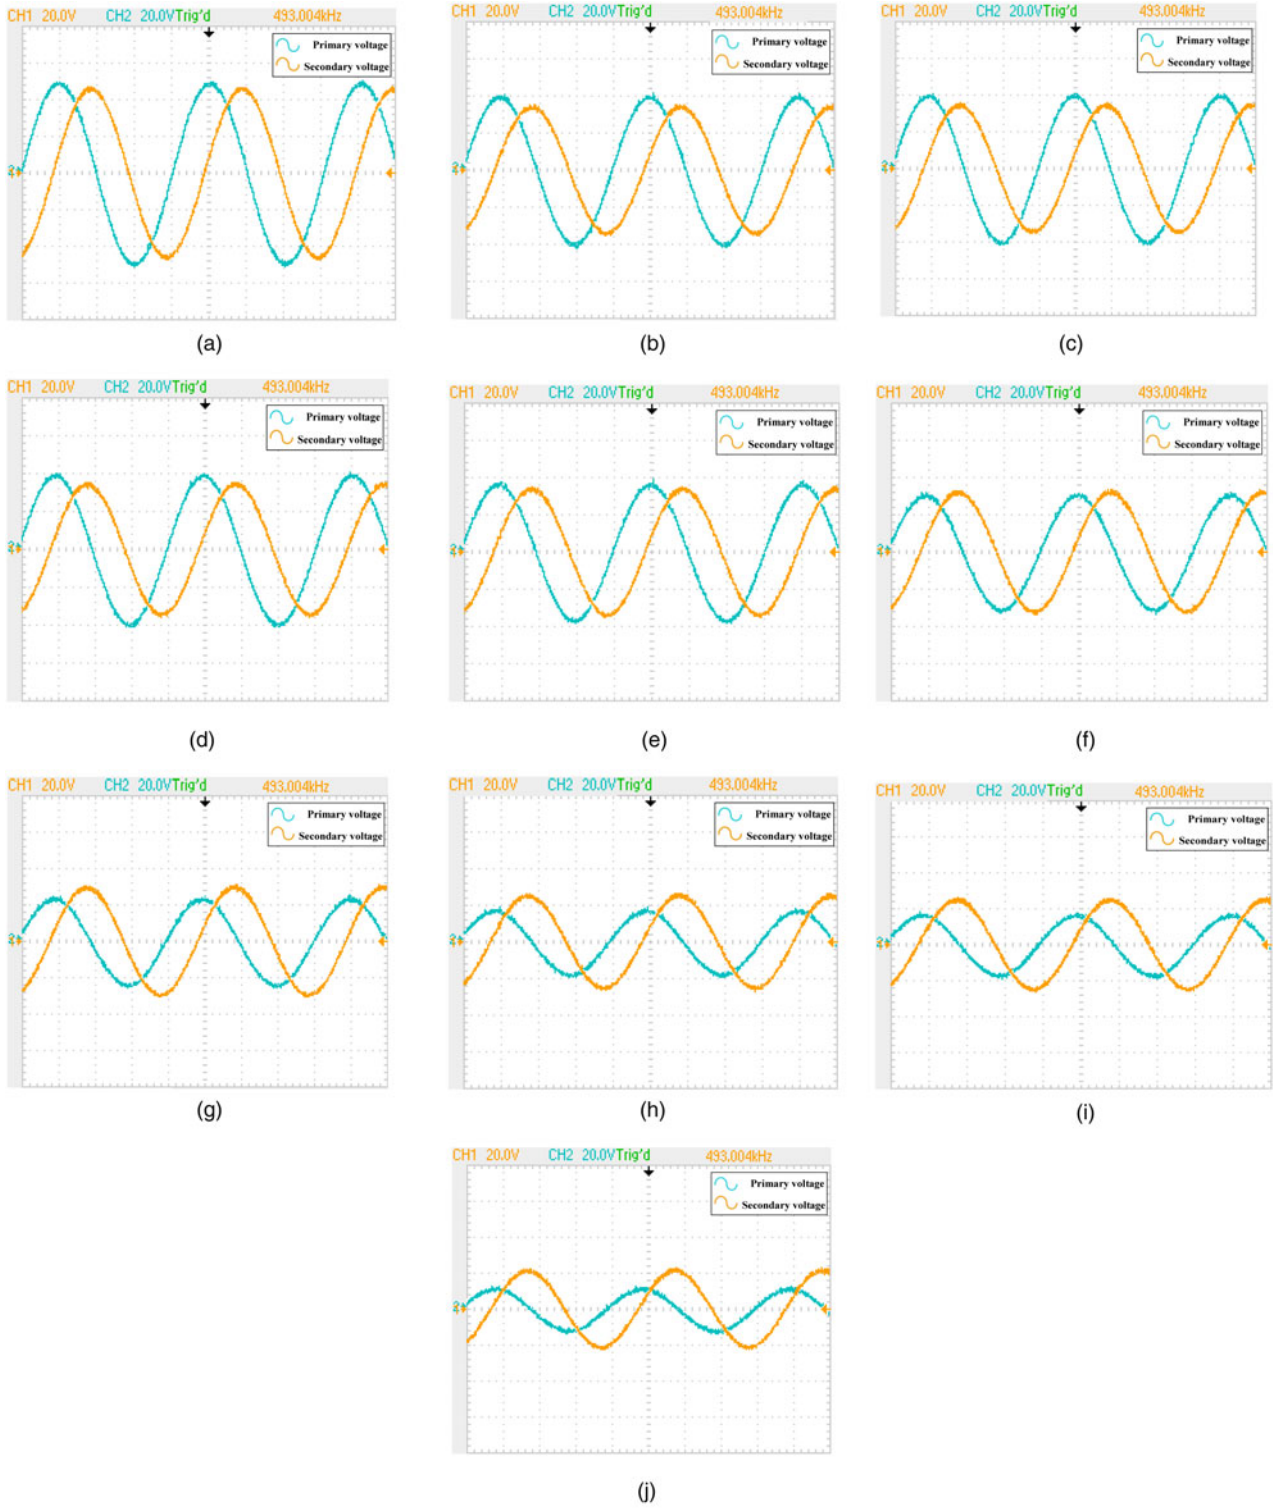 CH1 20.0V CH2 20.0V Trig'd 493.004kHz
Primary voltage
Secondary voltage
(a)
CH1 20.0V CH2 20.0V Trig'd 493.004kHz
Primary voltage
Secondary voltage
(b)
CH1 20.0V CH2 20.0V Trig'd 493.004kHz
Primary voltage
Secondary voltage
(c)
CH1 20.0V CH2 20.0V Trig'd 493.004kHz
Primary voltage
Secondary voltage
(d)
CH1 20.0V CH2 20.0V Trig'd 493.004kHz
Primary voltage
Secondary voltage
(e)
CH1 20.0V CH2 20.0V Trig'd 493.004kHz
Primary voltage
Secondary voltage
(f)
CH1 20.0V CH2 20.0V Trig'd 493.004kHz
Primary voltage
Secondary voltage
(g)
CH1 20.0V CH2 20.0V Trig'd 493.004kHz
Primary voltage
Secondary voltage
(h)
CH1 20.0V CH2 20.0V Trig'd 493.004kHz
Primary voltage
Secondary voltage
(i)
CH1 20.0V CH2 20.0V Trig'd 493.004kHz
Primary voltage
Secondary voltage
(j)